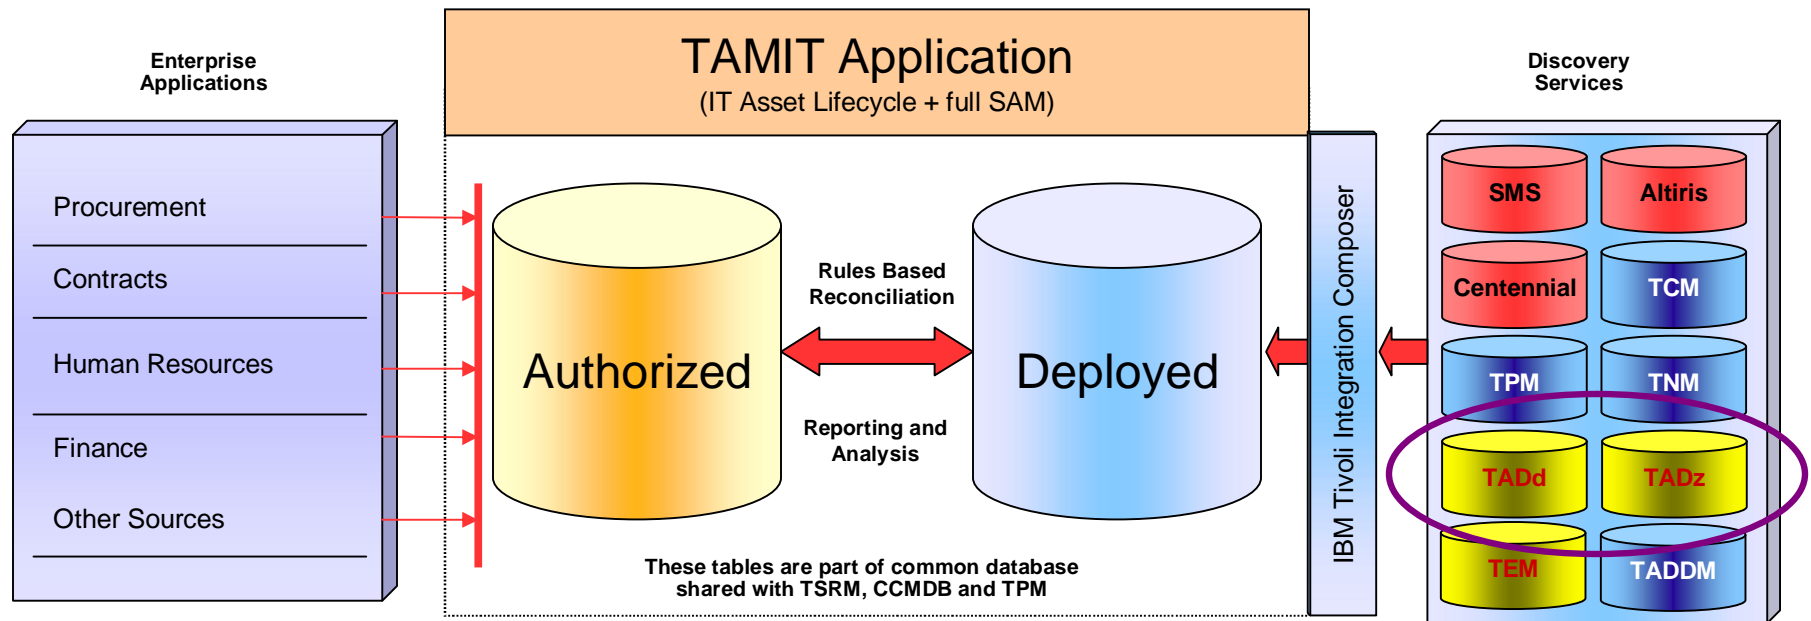 Enterprise
Applications
Procurement
Contracts
Human Resources
Finance
Other Sources
TAMIT Application
(IT Asset Lifecycle + full SAM)
Authorized
Rules Based
Reconciliation
Reporting and
Analysis
Deployed
These tables are part of common database
shared with TSRM, CCMDB and TPM
IBM Tivoli Integration Composer
Discovery
Services
SMS
Altiris
Centennial
TCM
TPM
TNM
TADd
TADz
TEM
TADDM